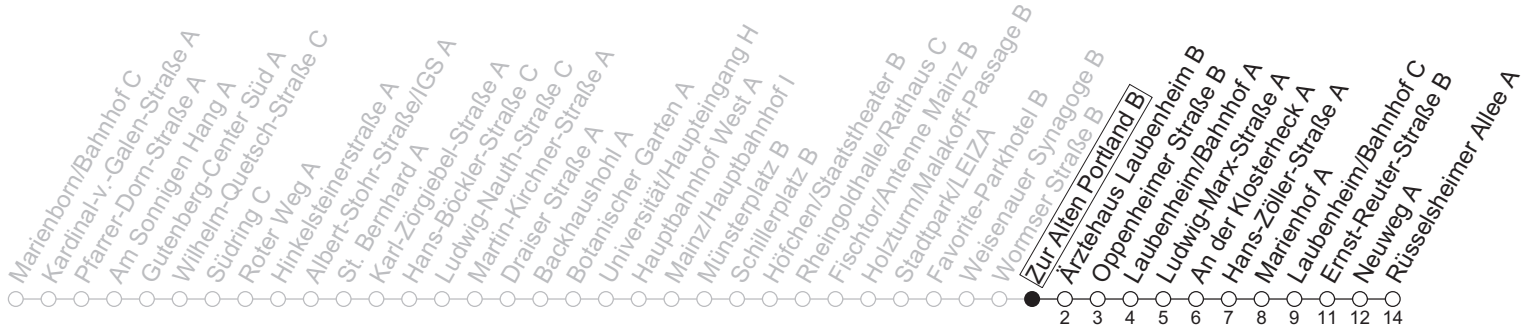 Marienborn/Bahnhof C
Kardinal-v.-Galen-Straße A
Pfarrer-Dorn-Straße A
Am Sonnigen Hang A
Gutenberg-Center Süd A
Wilhelm-Quetsch-Straße C
Südring C
Roter Weg A
Hinkelsteinerstraße A
Albert-Stohr-Straße/IGS A
St. Bernhard A
Karl-Zörgiebel-Straße A
Hans-Böckler-Straße C
Ludwig-Nauth-Straße C
Martin-Kirchner-Straße A
Draiser Straße A
Backhaushohl A
Botanischer Garten A
Universität/Haupteingang H
Hauptbahnhof West A
Mainz/Hauptbahnhof I
Münsterplatz B
Schillerplatz B
Höfchen/Staatstheater B
Rheingoldhalle/Rathaus C
Fischtor/Antenne Mainz B
Holzturm/Malakoff-Passage B
Stadtpark/LEIZA
Favorite-Parkhotel B
Weisenauer Synagoge B
Wormser Straße B
Zur Alten Portland B
Ärztehaus Laubenheim B
Oppenheimer Straße B
Laubenheim/Bahnhof A
Ludwig-Marx-Straße A
An der Klosterheck A
Hans-Zöller-Straße A
Marienhof A
Laubenheim/Bahnhof C
Ernst-Reuter-Straße B
Neuweg A
Rüsselsheimer Allee A
2 3 4 5 6 7 8 9 11 12 14